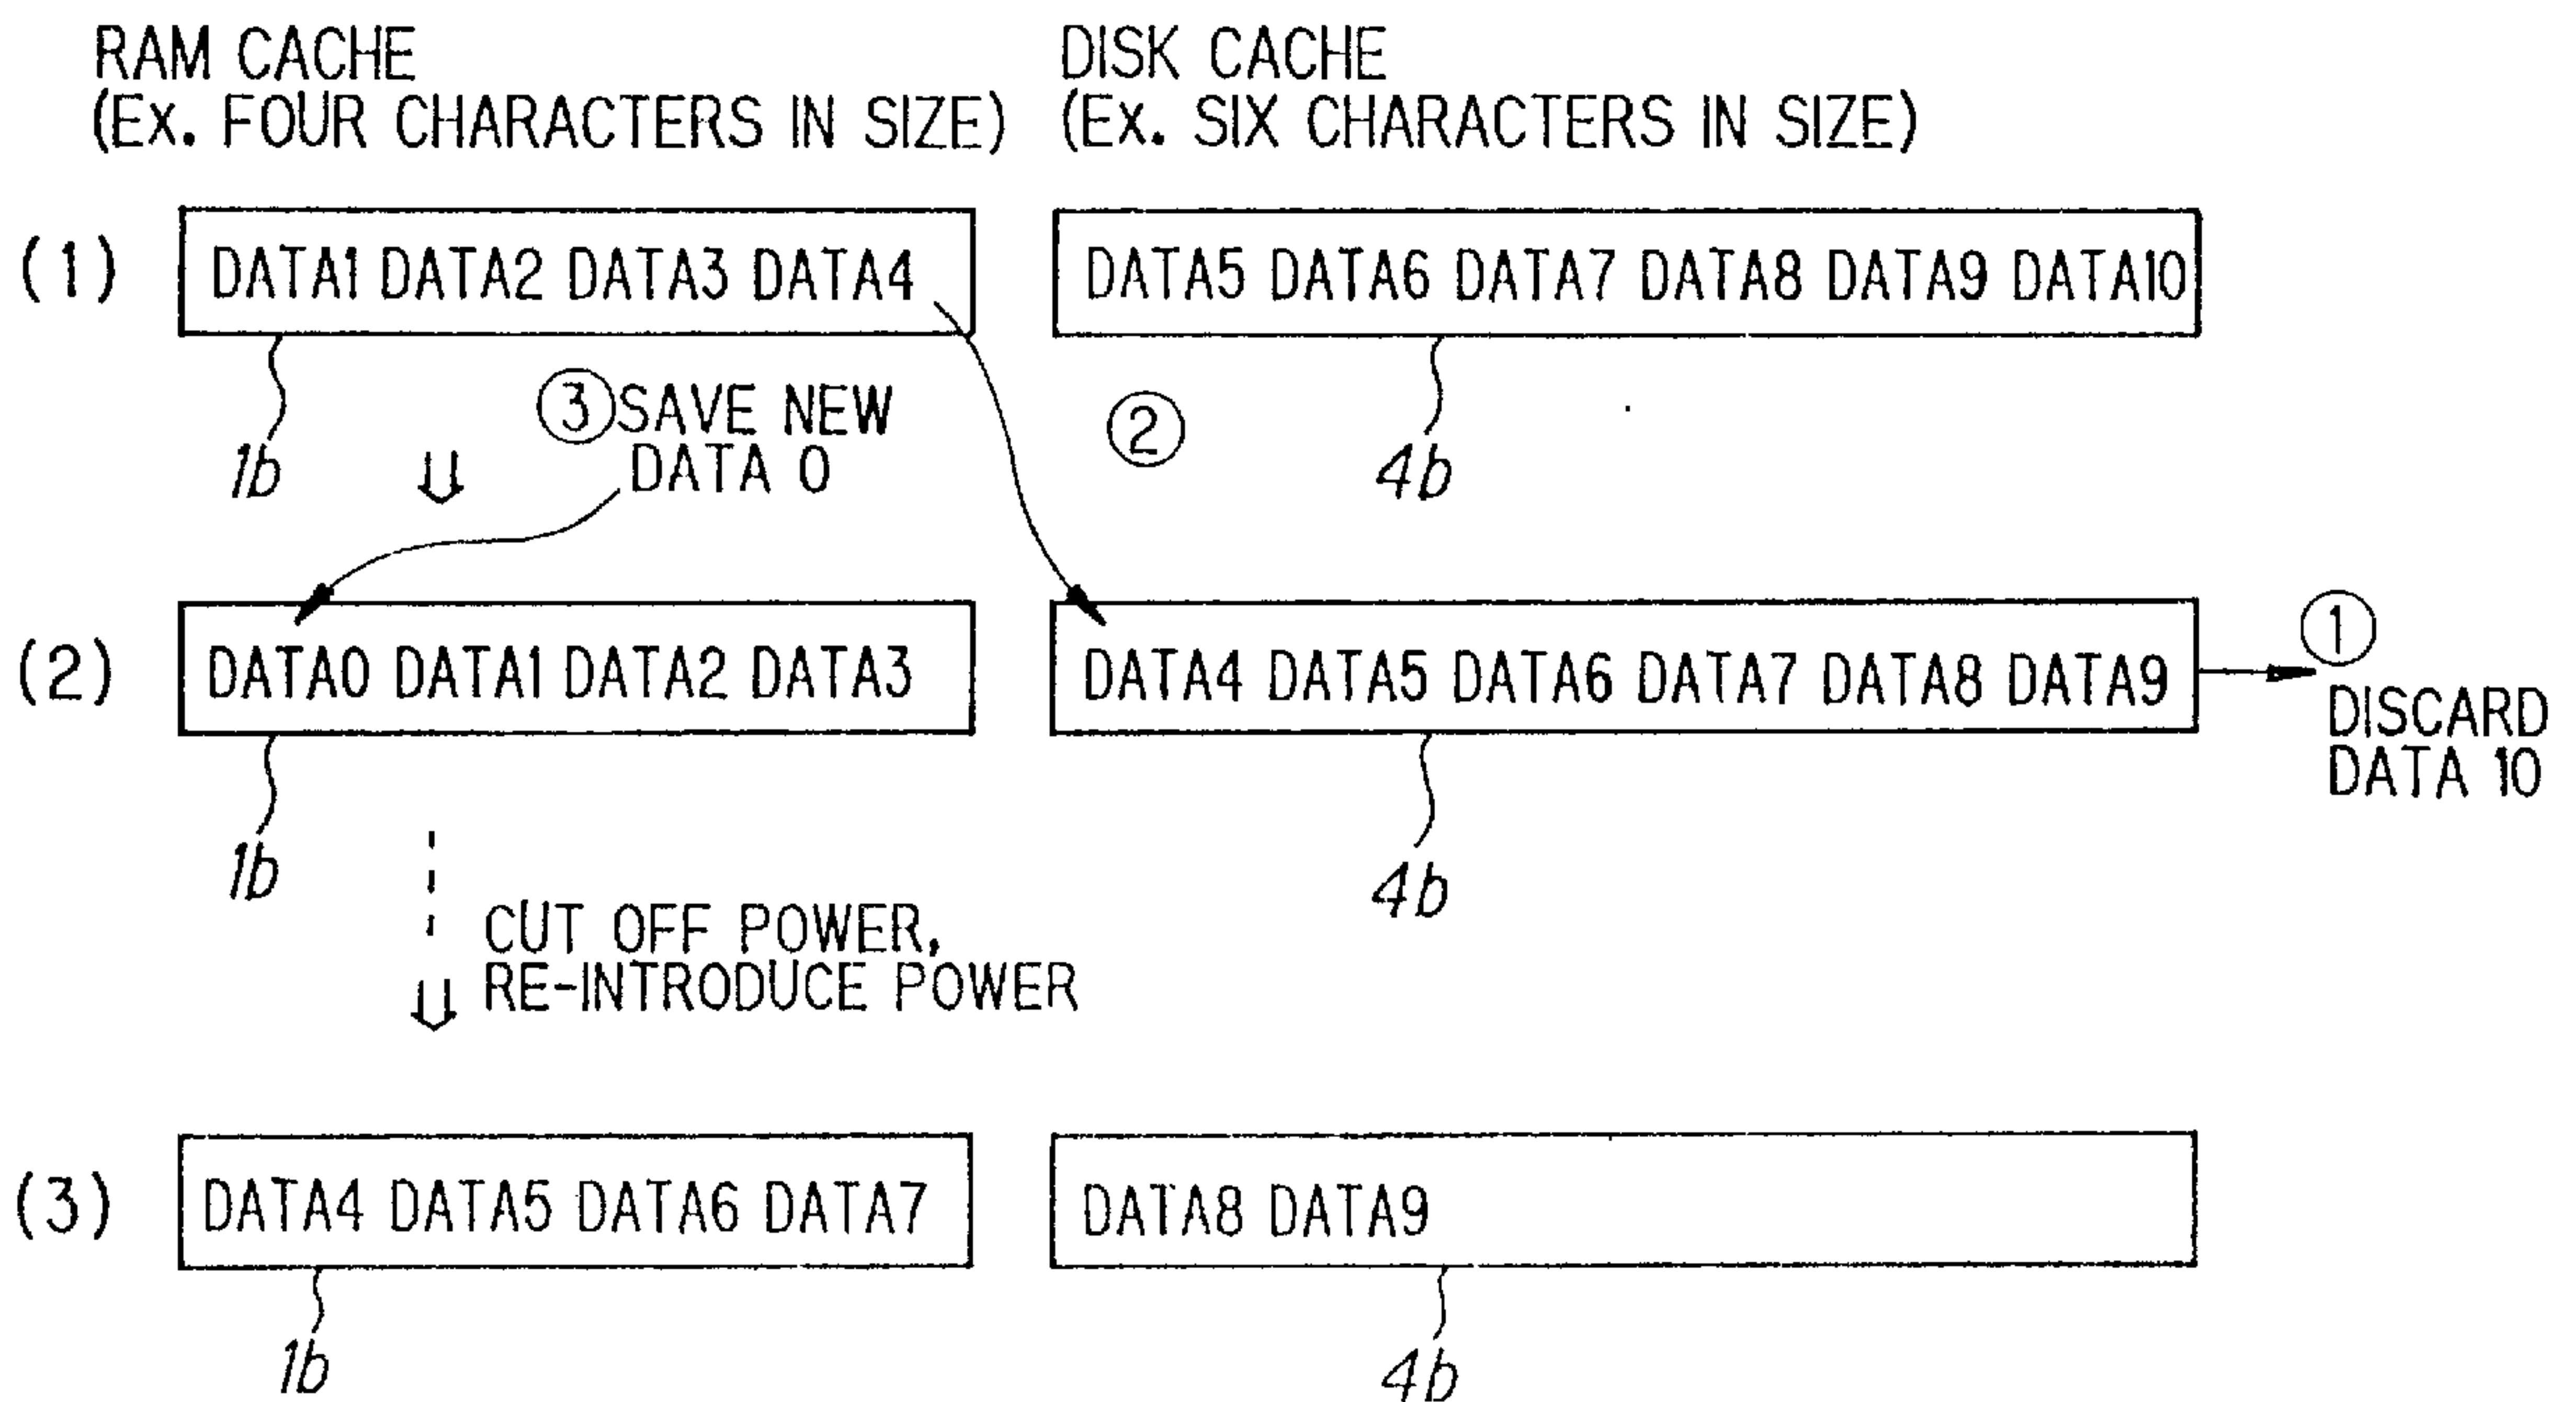 RAM CACHE
(Ex. FOUR CHARACTERS IN SIZE)
DISK CACHE
(Ex. SIX CHARACTERS IN SIZE)
(1)
DATA1 DATA2 DATA3 DATA4
DATA5 DATA6 DATA7 DATA8 DATA9 DATA10
1b
③ SAVE NEW
DATA 0
②
4b
(2)
DATA0 DATA1 DATA2 DATA3
DATA4 DATA5 DATA6 DATA7 DATA8 DATA9
①
DISCARD
DATA 10
1b
4b
CUT OFF POWER,
RE-INTRODUCE POWER
(3)
DATA4 DATA5 DATA6 DATA7
DATA8 DATA9
1b
4b